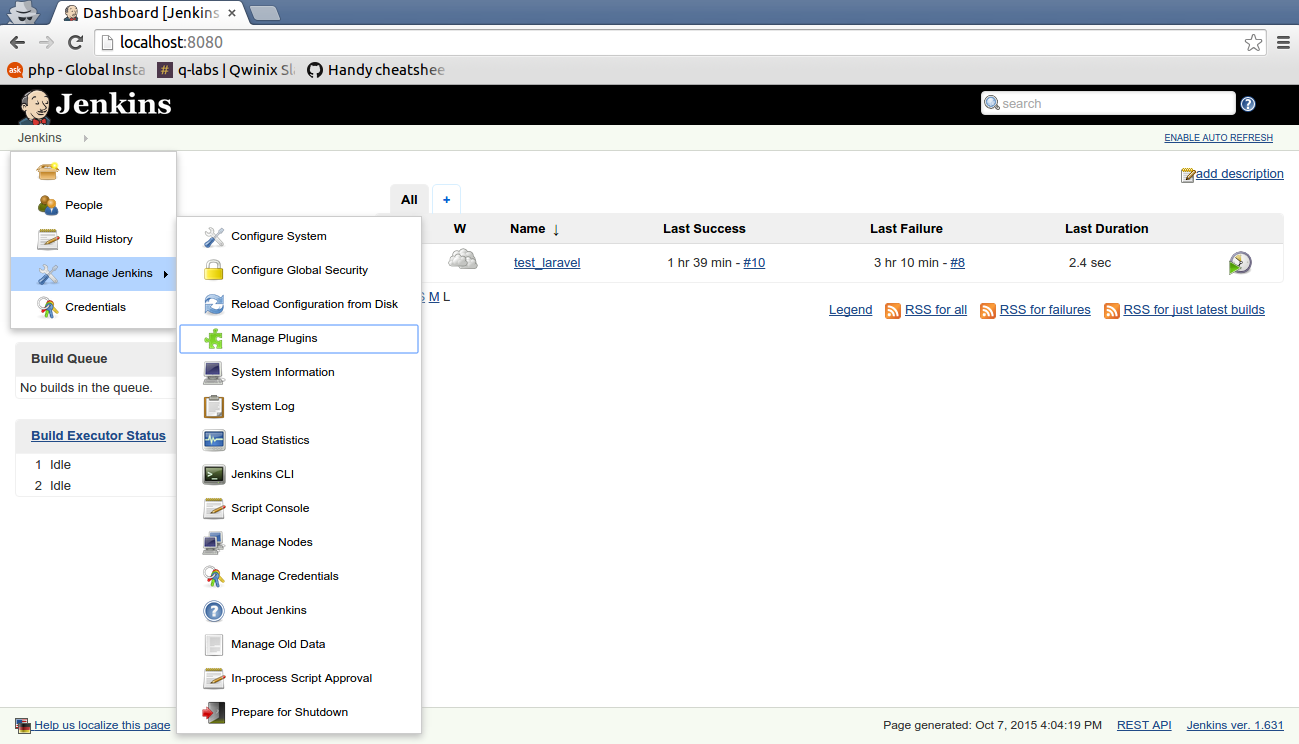 Dashboard [Jenkins ×
localhost:8080
ask php - Global Insta # q-labs | Qwinix Sl Handy cheatshee
Jenkins
search ?
Jenkins ENABLE AUTO REFRESH
add description
New Item
People
Build History
Manage Jenkins
Credentials
All +
W Name ↓ Last Success Last Failure Last Duration
test_laravel 1 hr 39 min - #10 3 hr 10 min - #8 2.4 sec
S M L
Legend RSS for all RSS for failures RSS for just latest builds
Configure System
Configure Global Security
Reload Configuration from Disk
Manage Plugins
System Information
System Log
Load Statistics
Jenkins CLI
Script Console
Manage Nodes
Manage Credentials
About Jenkins
Manage Old Data
In-process Script Approval
Prepare for Shutdown
Build Queue
No builds in the queue.
Build Executor Status
1 Idle
2 Idle
Help us localize this page Page generated: Oct 7, 2015 4:04:19 PM REST API Jenkins ver. 1.631